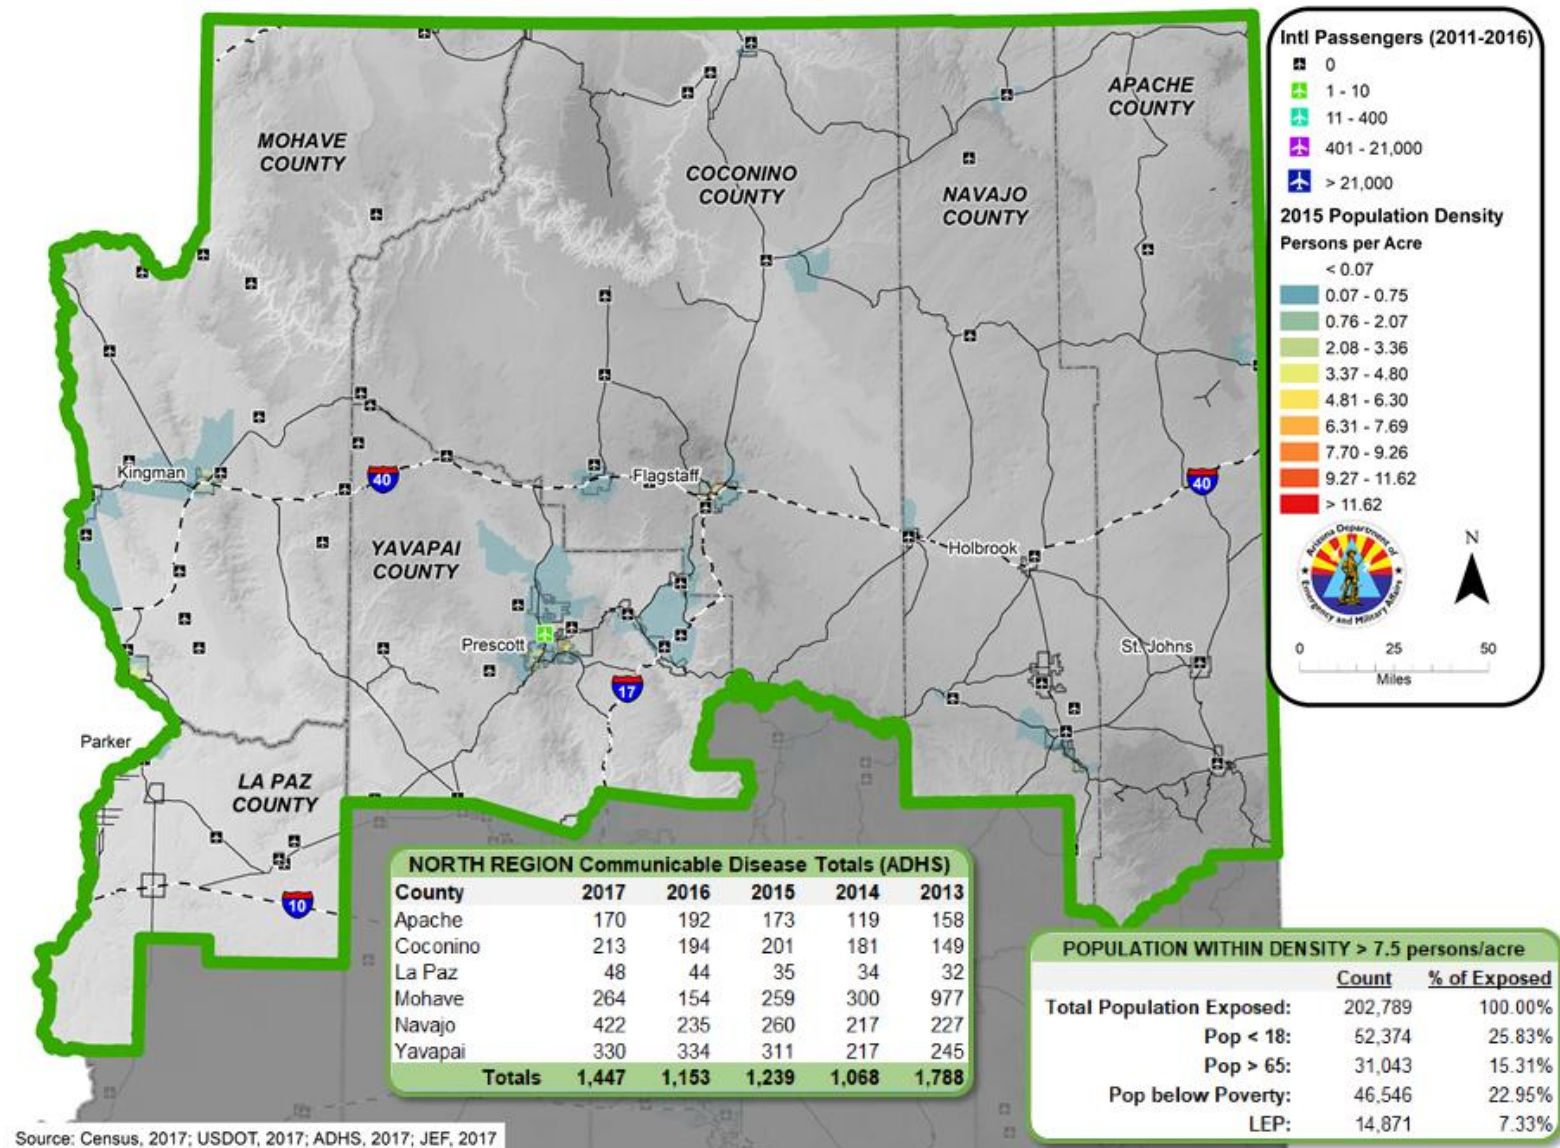 MOHAVE
COUNTY
COCONINO
COUNTY
NAVAJO
COUNTY
APACHE
COUNTY
Kingman
40
Flagstaff
40
YAVAPAI
COUNTY
Holbrook
Prescott
17
St. Johns
Parker
LA PAZ
COUNTY
10
Intl Passengers (2011-2016)
0
1 - 10
11 - 400
401 - 21,000
> 21,000
2015 Population Density
Persons per Acre
< 0.07
0.07 - 0.75
0.76 - 2.07
2.08 - 3.36
3.37 - 4.80
4.81 - 6.30
6.31 - 7.69
7.70 - 9.26
9.27 - 11.62
> 11.62
Arizona Department of
Emergency and Military Affairs
N
0 25 50
Miles
NORTH REGION Communicable Disease Totals (ADHS)
County 2017 2016 2015 2014 2013
Apache 170 192 173 119 158
Coconino 213 194 201 181 149
La Paz 48 44 35 34 32
Mohave 264 154 259 300 977
Navajo 422 235 260 217 227
Yavapai 330 334 311 217 245
Totals 1,447 1,153 1,239 1,068 1,788
POPULATION WITHIN DENSITY > 7.5 persons/acre
Count % of Exposed
Total Population Exposed: 202,789 100.00%
Pop < 18: 52,374 25.83%
Pop > 65: 31,043 15.31%
Pop below Poverty: 46,546 22.95%
LEP: 14,871 7.33%
Source: Census, 2017; USDOT, 2017; ADHS, 2017; JEF, 2017